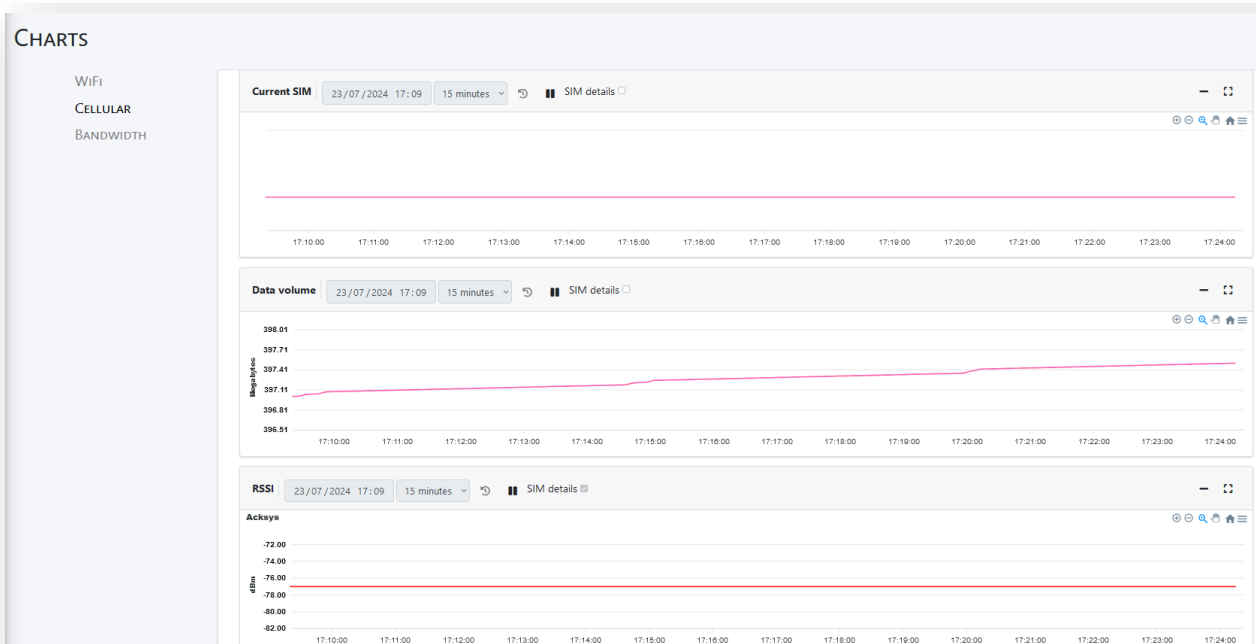 CHARTS
WIFI
CELLULAR
BANDWIDTH
Current SIM 23/07/2024 17:09 15 minutes SIM details
17:10:00 17:11:00 17:12:00 17:13:00 17:14:00 17:15:00 17:16:00 17:17:00 17:18:00 17:19:00 17:20:00 17:21:00 17:22:00 17:23:00 17:24:00
Data volume 23/07/2024 17:09 15 minutes SIM details
Megabytes
398.01
397.71
397.41
397.11
396.81
396.51
17:10:00 17:11:00 17:12:00 17:13:00 17:14:00 17:15:00 17:16:00 17:17:00 17:18:00 17:19:00 17:20:00 17:21:00 17:22:00 17:23:00 17:24:00
RSSI 23/07/2024 17:09 15 minutes SIM details
Acksys
dBm
-72.00
-74.00
-76.00
-78.00
-80.00
-82.00
17:10:00 17:11:00 17:12:00 17:13:00 17:14:00 17:15:00 17:16:00 17:17:00 17:18:00 17:19:00 17:20:00 17:21:00 17:22:00 17:23:00 17:24:00